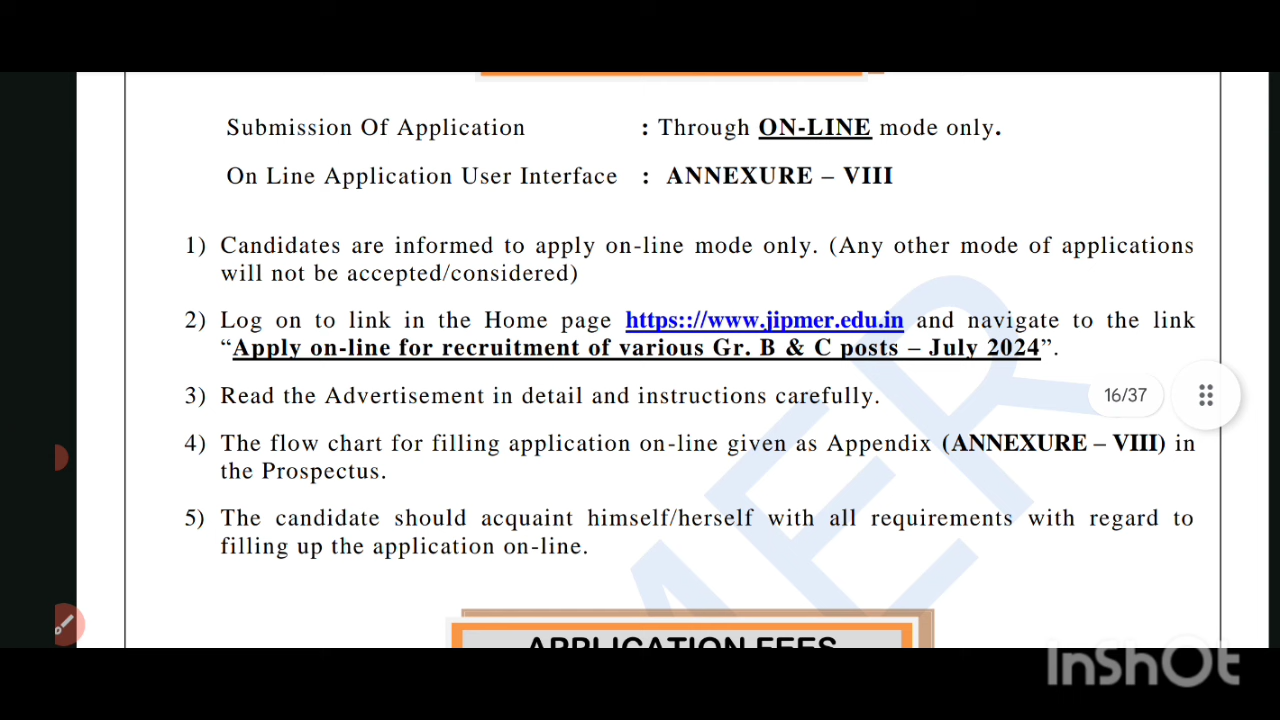 Submission Of Application : Through ON-LINE mode only.
On Line Application User Interface : ANNEXURE – VIII
1) Candidates are informed to apply on-line mode only. (Any other mode of applications
will not be accepted/considered)
2) Log on to link in the Home page https:://www.jipmer.edu.in and navigate to the link
“Apply on-line for recruitment of various Gr. B & C posts – July 2024”.
3) Read the Advertisement in detail and instructions carefully.
16/37
4) The flow chart for filling application on-line given as Appendix (ANNEXURE – VIII) in
the Prospectus.
5) The candidate should acquaint himself/herself with all requirements with regard to
filling up the application on-line.
MER
APPLICATION FEES
InShOt